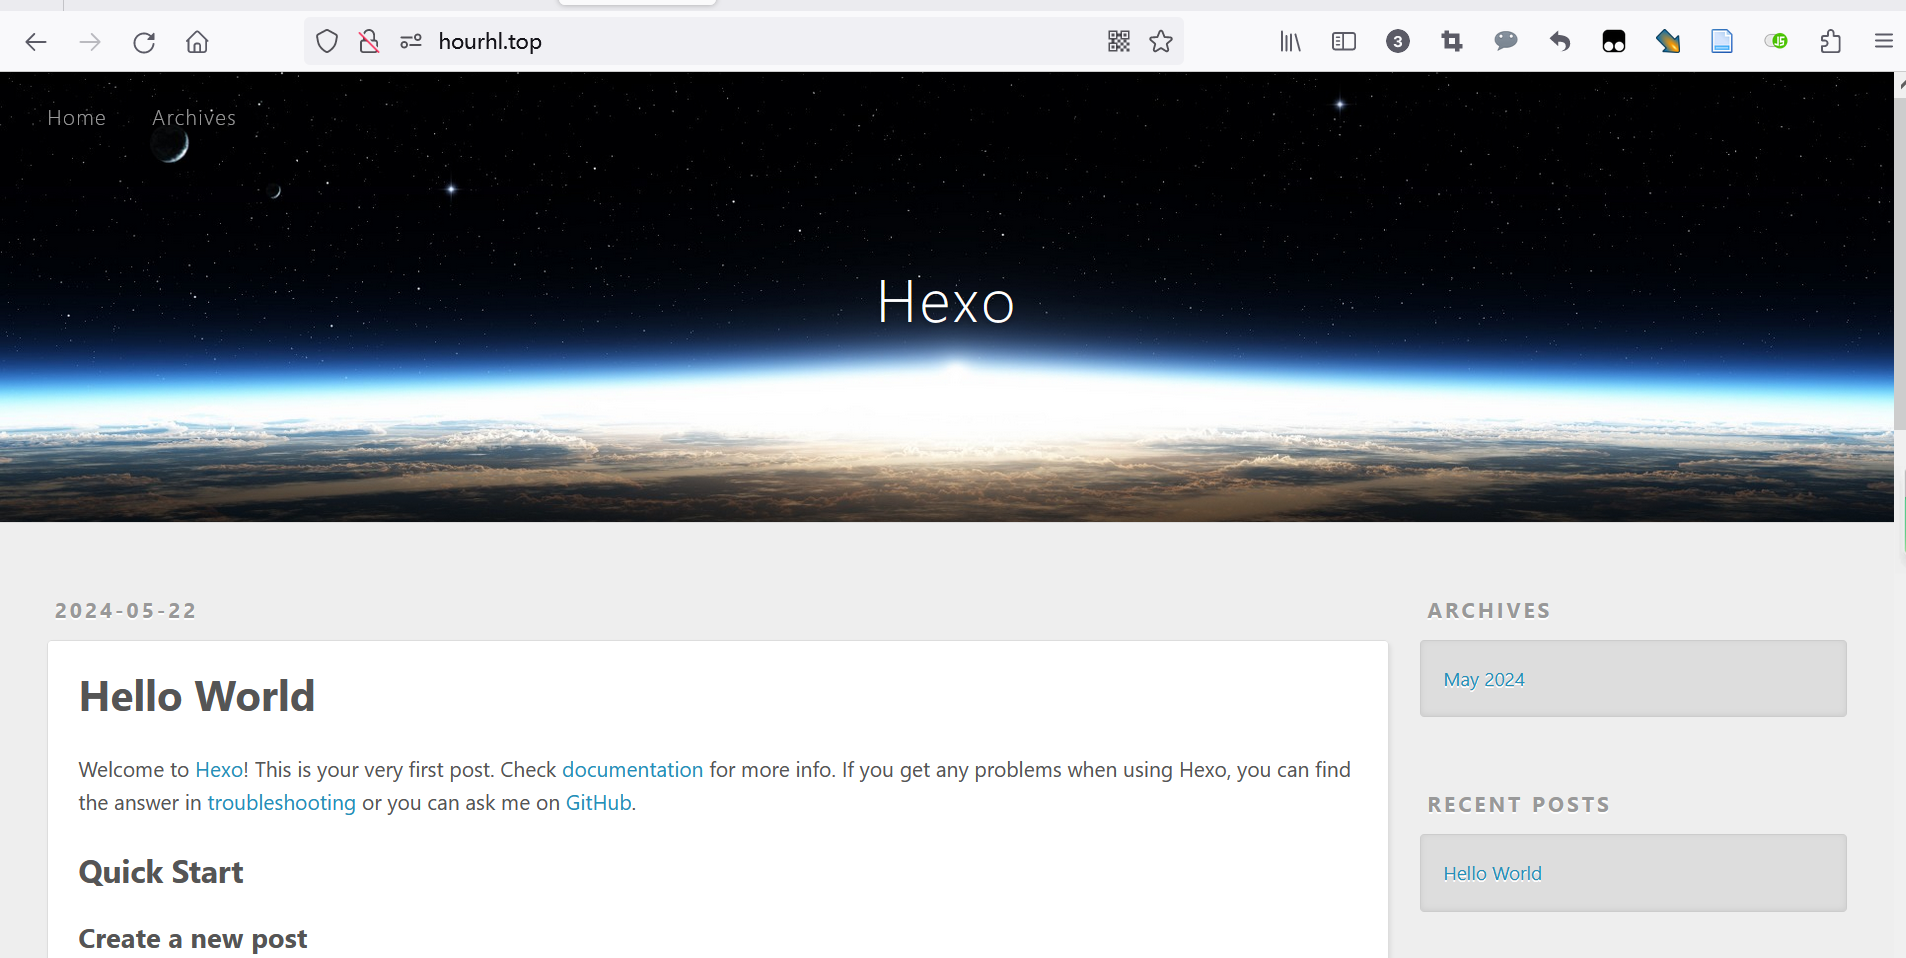 hourhl.top
3
JS
Home Archives
Hexo
2024-05-22
Hello World
Welcome to Hexo! This is your very first post. Check documentation for more info. If you get any problems when using Hexo, you can find
the answer in troubleshooting or you can ask me on GitHub.
Quick Start
Create a new post
ARCHIVES
May 2024
RECENT POSTS
Hello World